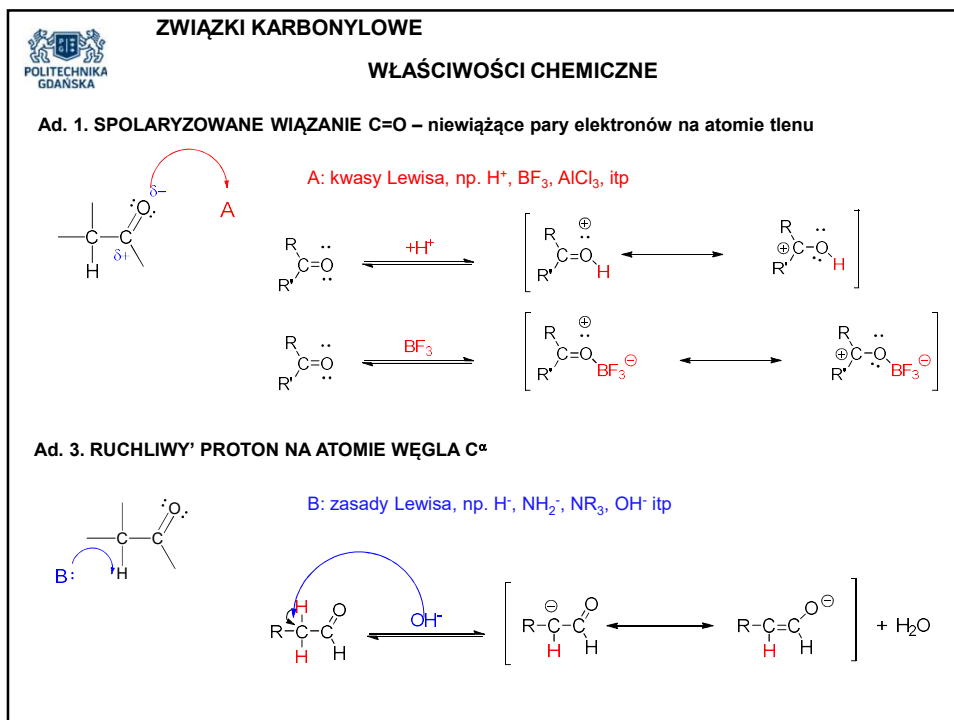 ZWIĄZKI KARBONYLOWE
POLITECHNIKA
GDAŃSKA
WŁAŚCIWOŚCI CHEMICZNE
Ad. 1. SPOLARYZOWANE WIĄZANIE C=O – niewiążące pary elektronów na atomie tlenu
A: kwasy Lewisa, np. H⁺, BF₃, AlCl₃, itp
δ− O A
C C
H δ+
R C=O R' +H⁺ R C=O H R' ⊕ R ⊕ C-O H R'
R C=O R' BF₃ R C=O BF₃ ⊖ R' ⊕ R ⊕ C-O BF₃ ⊖ R'
Ad. 3. RUCHLIWY' PROTON NA ATOMIE WĘGLA Cα
B: zasady Lewisa, np. H⁻, NH₂⁻, NR₃, OH⁻ itp
O
C C
B: H
R-C-C O H H H OH⁻ R-C-C ⊖ O H H R-C=C O ⊖ H H + H₂O